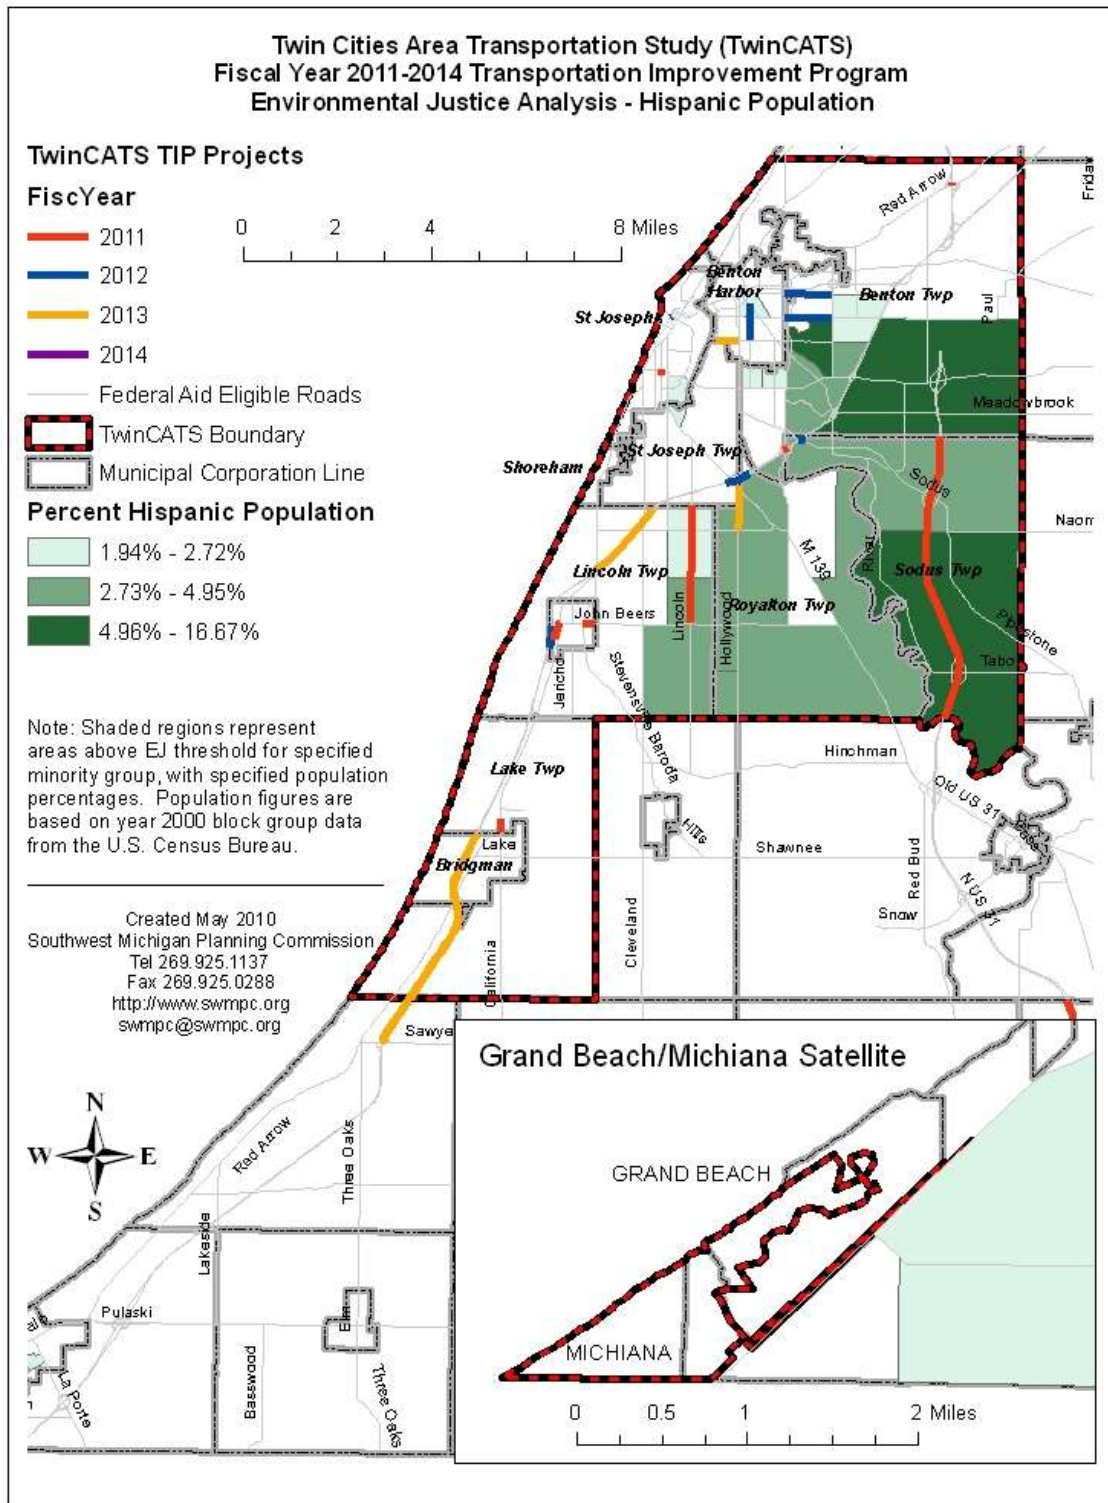 Twin Cities Area Transportation Study (TwinCATS)
Fiscal Year 2011-2014 Transportation Improvement Program
Environmental Justice Analysis - Hispanic Population
TwinCATS TIP Projects
FiscYear
2011
2012
2013
2014
Federal Aid Eligible Roads
TwinCATS Boundary
Municipal Corporation Line
Percent Hispanic Population
1.94% - 2.72%
2.73% - 4.95%
4.96% - 16.67%
Note: Shaded regions represent
areas above EJ threshold for specified
minority group, with specified population
percentages. Population figures are
based on year 2000 block group data
from the U.S. Census Bureau.
Created May 2010
Southwest Michigan Planning Commission
Tel 269.925.1137
Fax 269.925.0288
http://www.swmpc.org
swmpc@swmpc.org
0 2 4 8 Miles
Red Arrow
Friday
Benton
Harbor
Benton Twp
Paul
St Joseph
Meadowbrook
St Joseph Twp
Shoreham
Sodus
Naom
M 139
River
Lincoln Twp
Sodus Twp
Royalton Twp
John Beers
Lincoln
Hollywood
Pipestone
Tabo
Jericho
Stevensville Baroda
Hinchman
Lake Twp
Old US 31
Hills
Lake
Bridgman
Shawnee
Red Bud
Snow
N US 31
Cleveland
California
Sawye
N
W E
S
Red Arrow
Three Oaks
Lakeside
Pulaski
Elm
La Porte
Basswood
Three Oaks
Grand Beach/Michiana Satellite
GRAND BEACH
MICHIANA
0 0.5 1 2 Miles